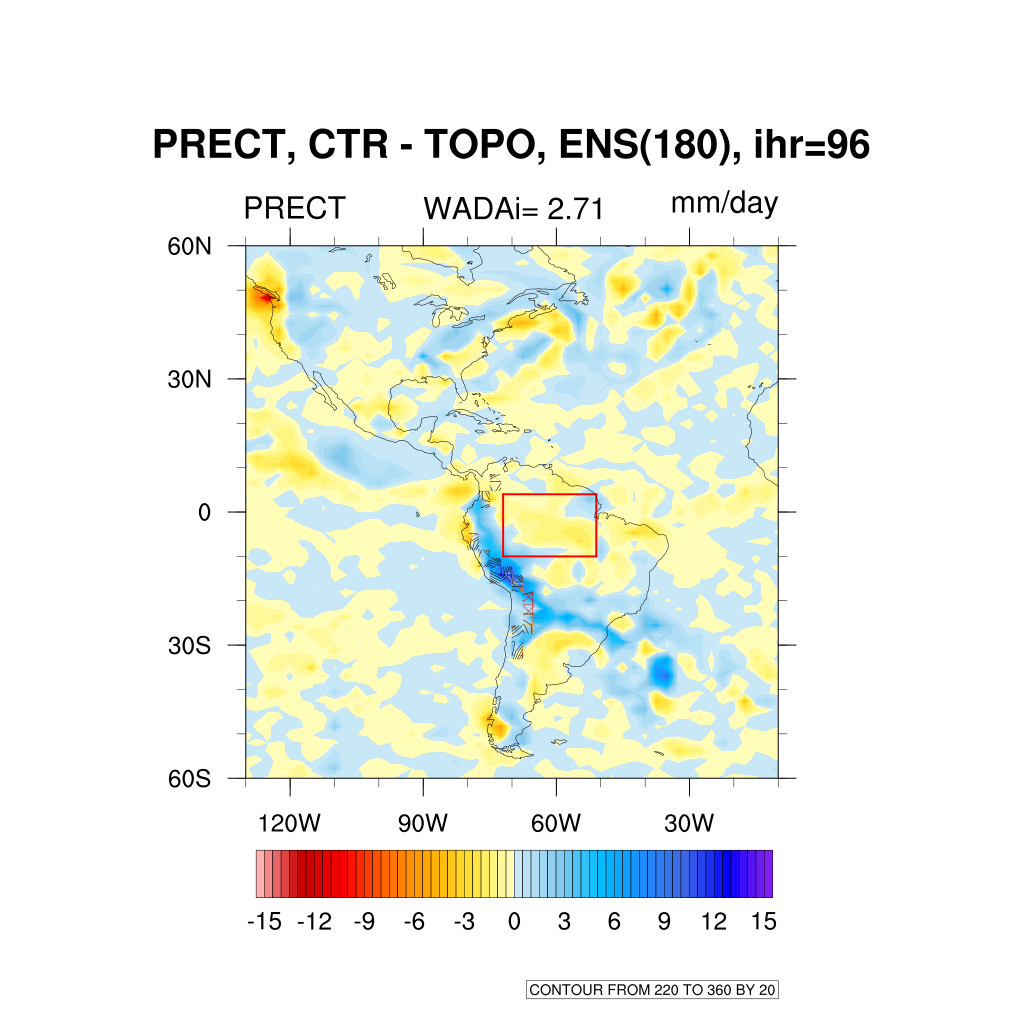 PRECT, CTR - TOPO, ENS(180), ihr=96
PRECT WADAi= 2.71 mm/day
60N
30N
0
30S
60S
120W 90W 60W 30W
-15 -12 -9 -6 -3 0 3 6 9 12 15
CONTOUR FROM 220 TO 360 BY 20